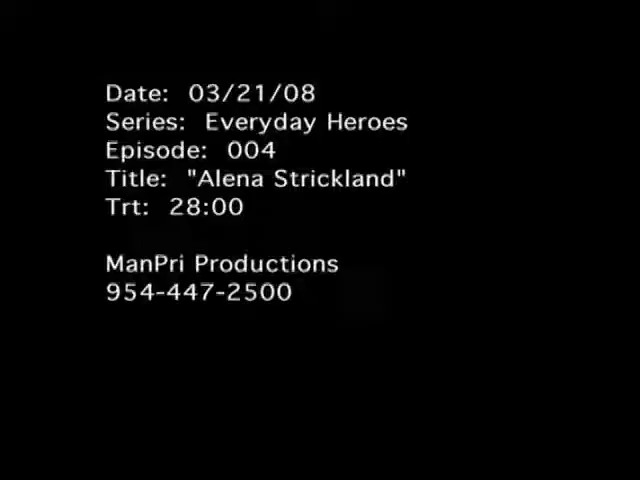 Date: 03/21/08
Series: Everyday Heroes
Episode: 004
Title: "Alena Strickland"
Trt: 28:00
ManPri Productions
954-447-2500